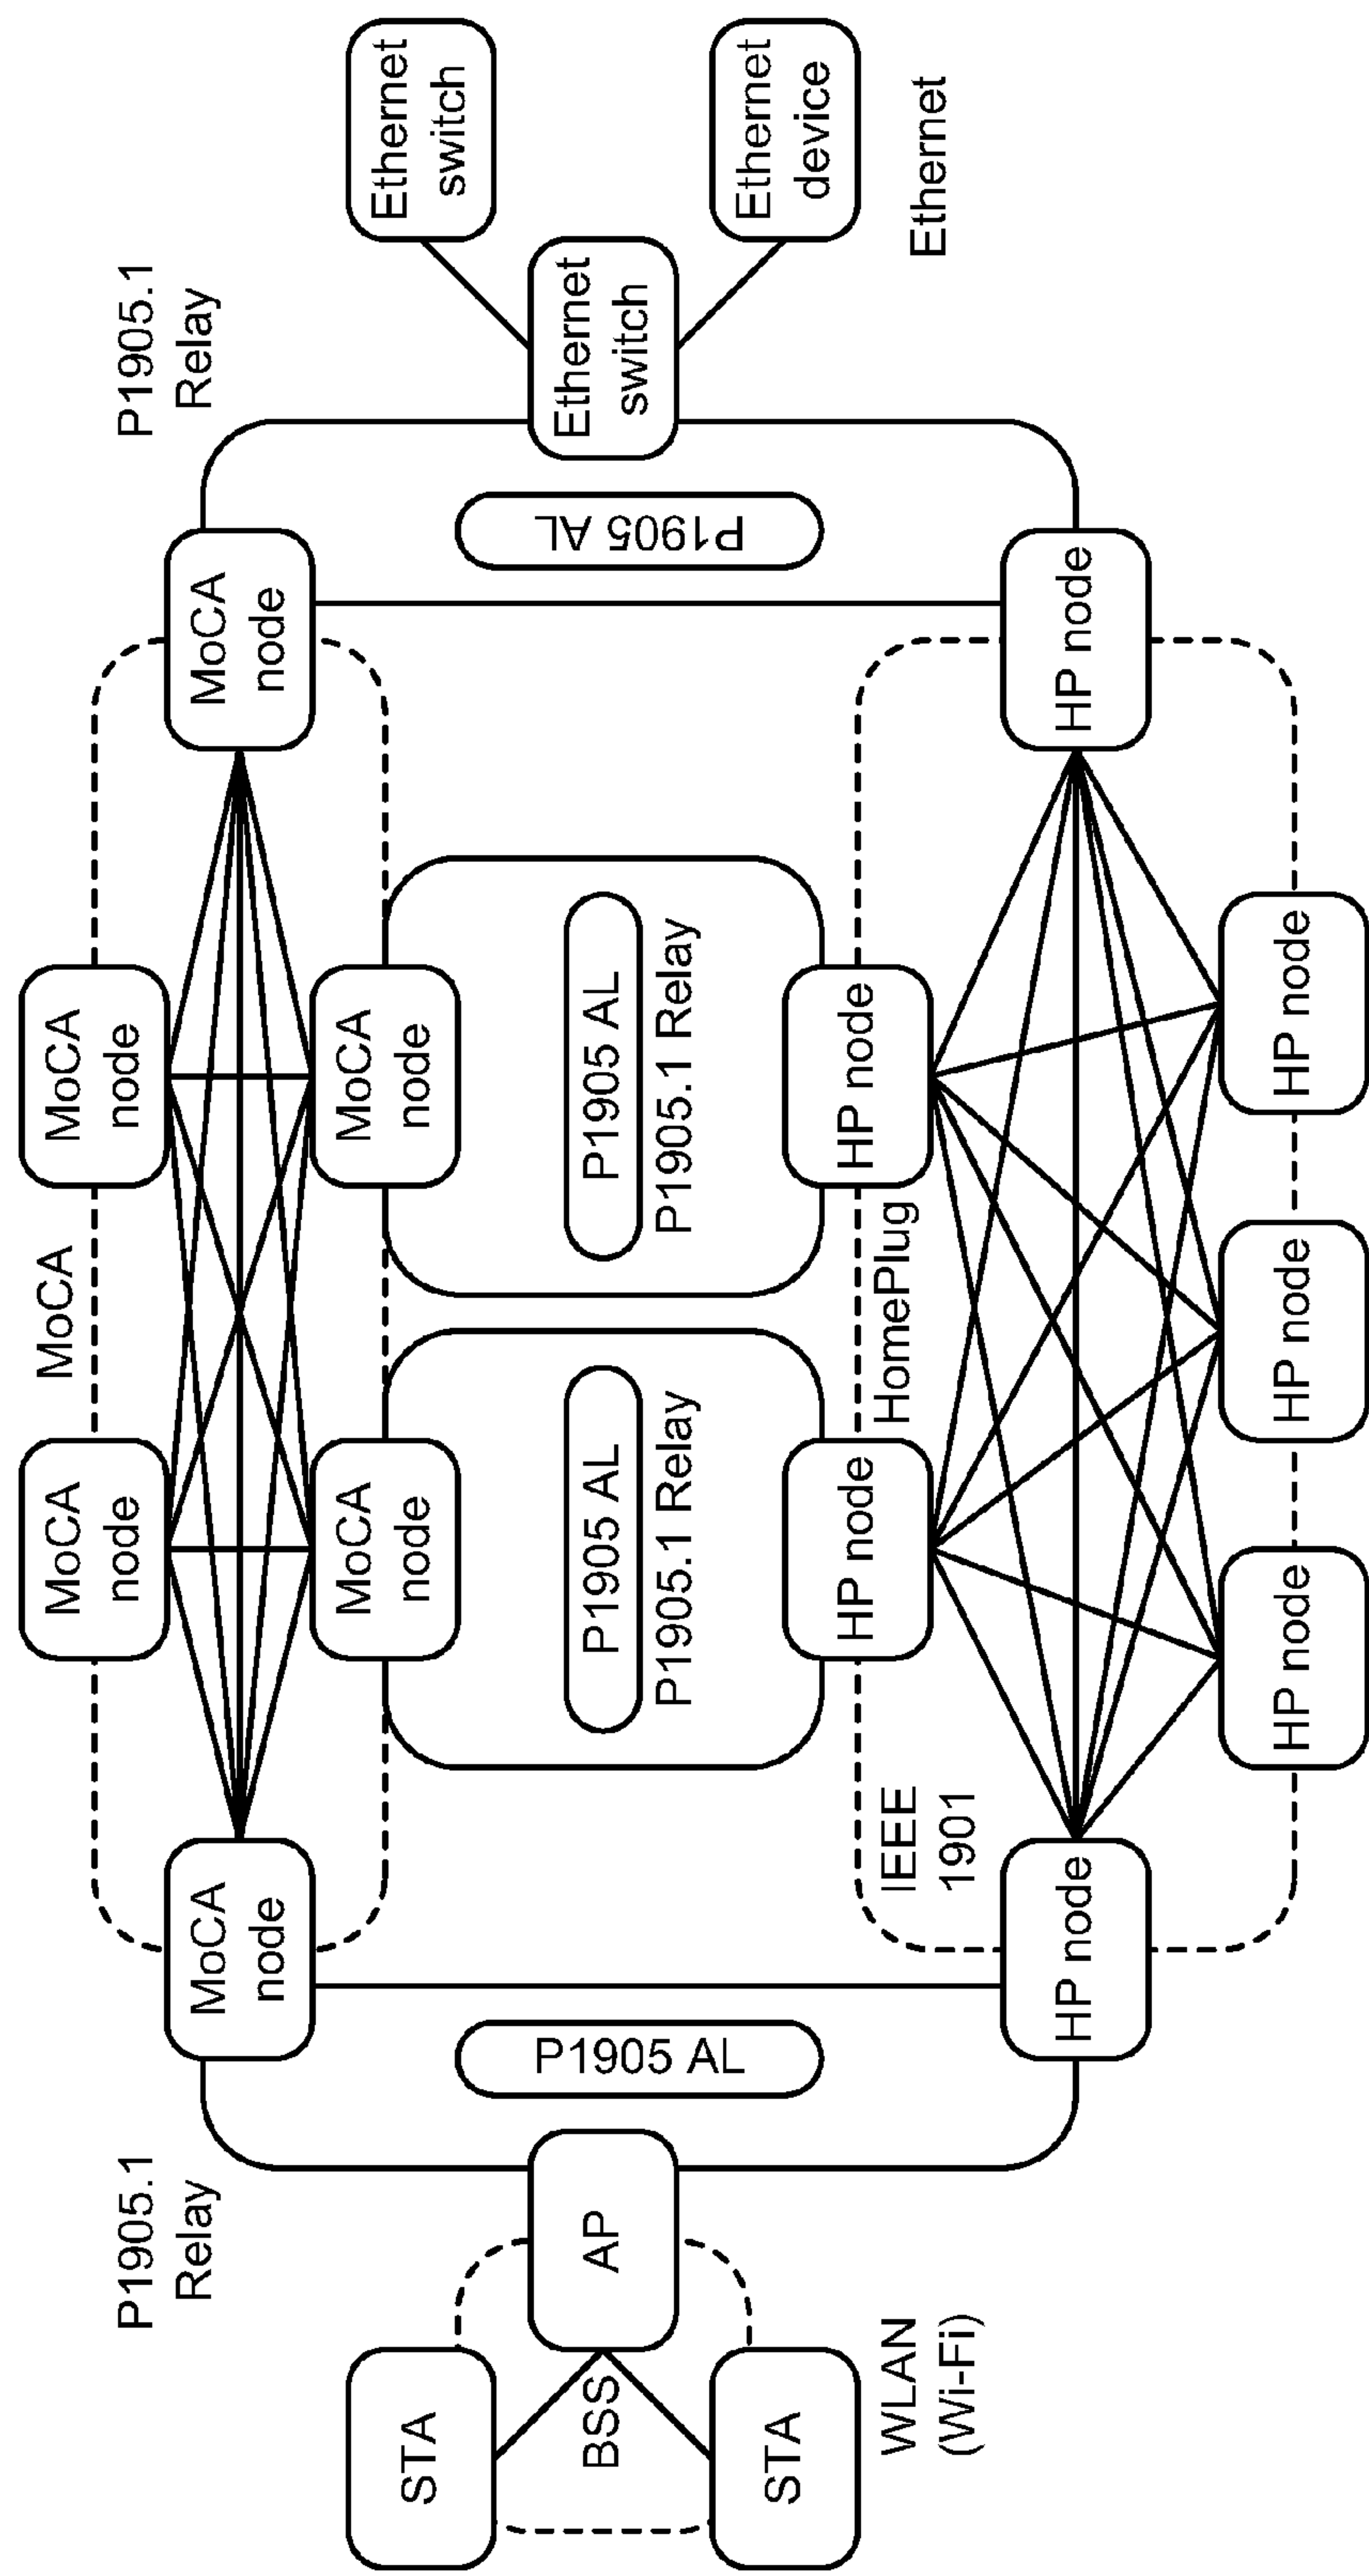 P1905.1
Relay
P1905.1
Relay
MoCA
MoCA
node
MoCA
node
MoCA
node
MoCA
node
MoCA
node
MoCA
node
STA
AP
BSS
STA
WLAN
(Wi-Fi)
P1905 AL
P1905 AL
P1905.1 Relay
P1905 AL
P1905.1 Relay
P1905 AL
Ethernet
switch
Ethernet
switch
Ethernet
device
Ethernet
IEEE
1901
HomePlug
HP node
HP node
HP node
HP node
HP node
HP node
HP node